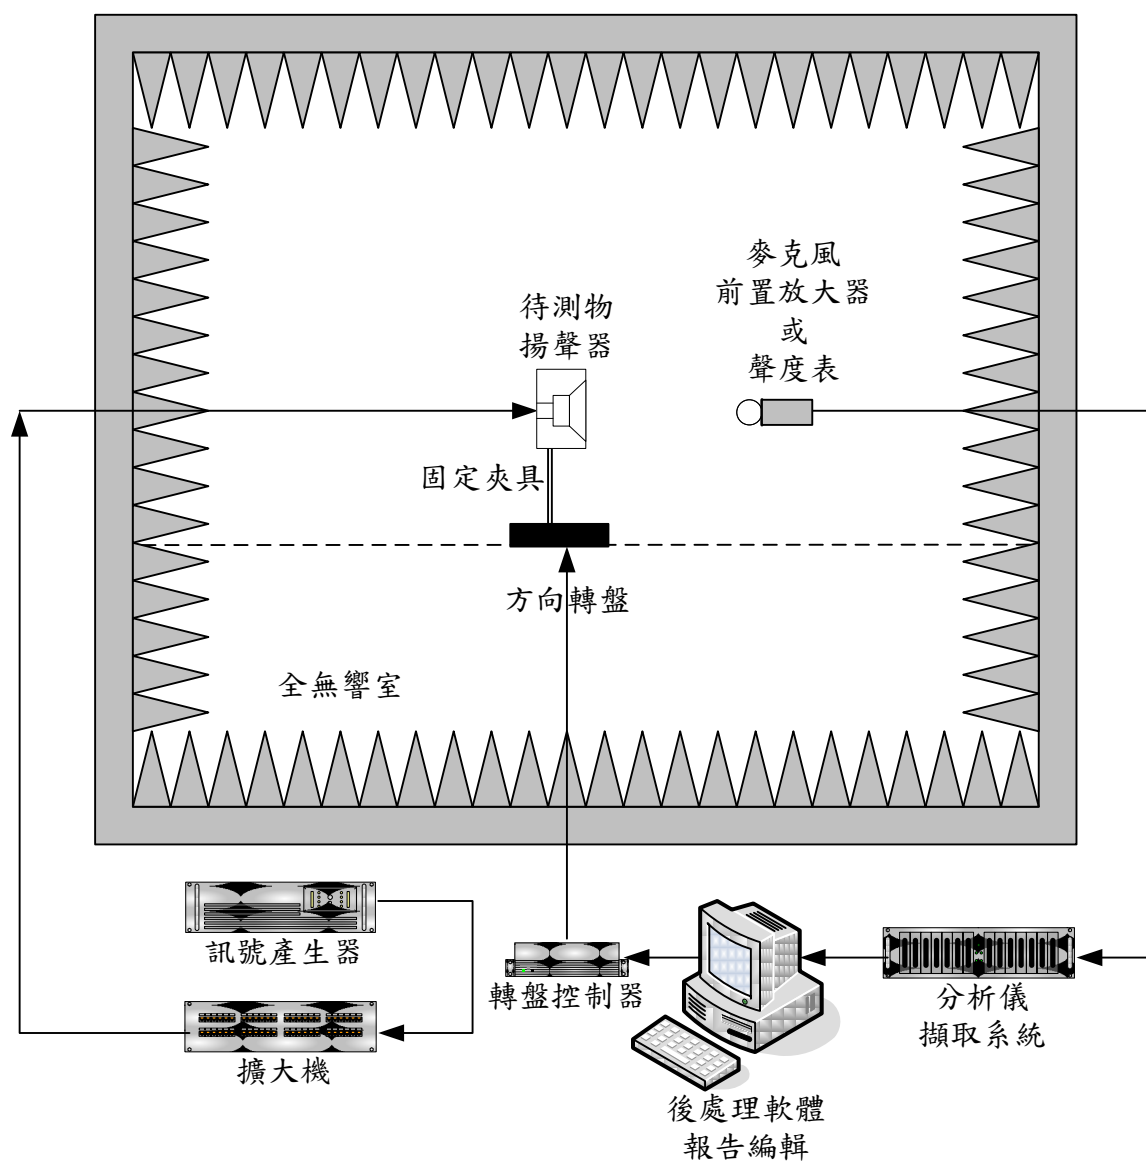 麥克風
前置放大器
或
聲度表
待測物
揚聲器
固定夾具
方向轉盤
全無響室
訊號產生器
擴大機
轉盤控制器
分析儀
擷取系統
後處理軟體
報告編輯